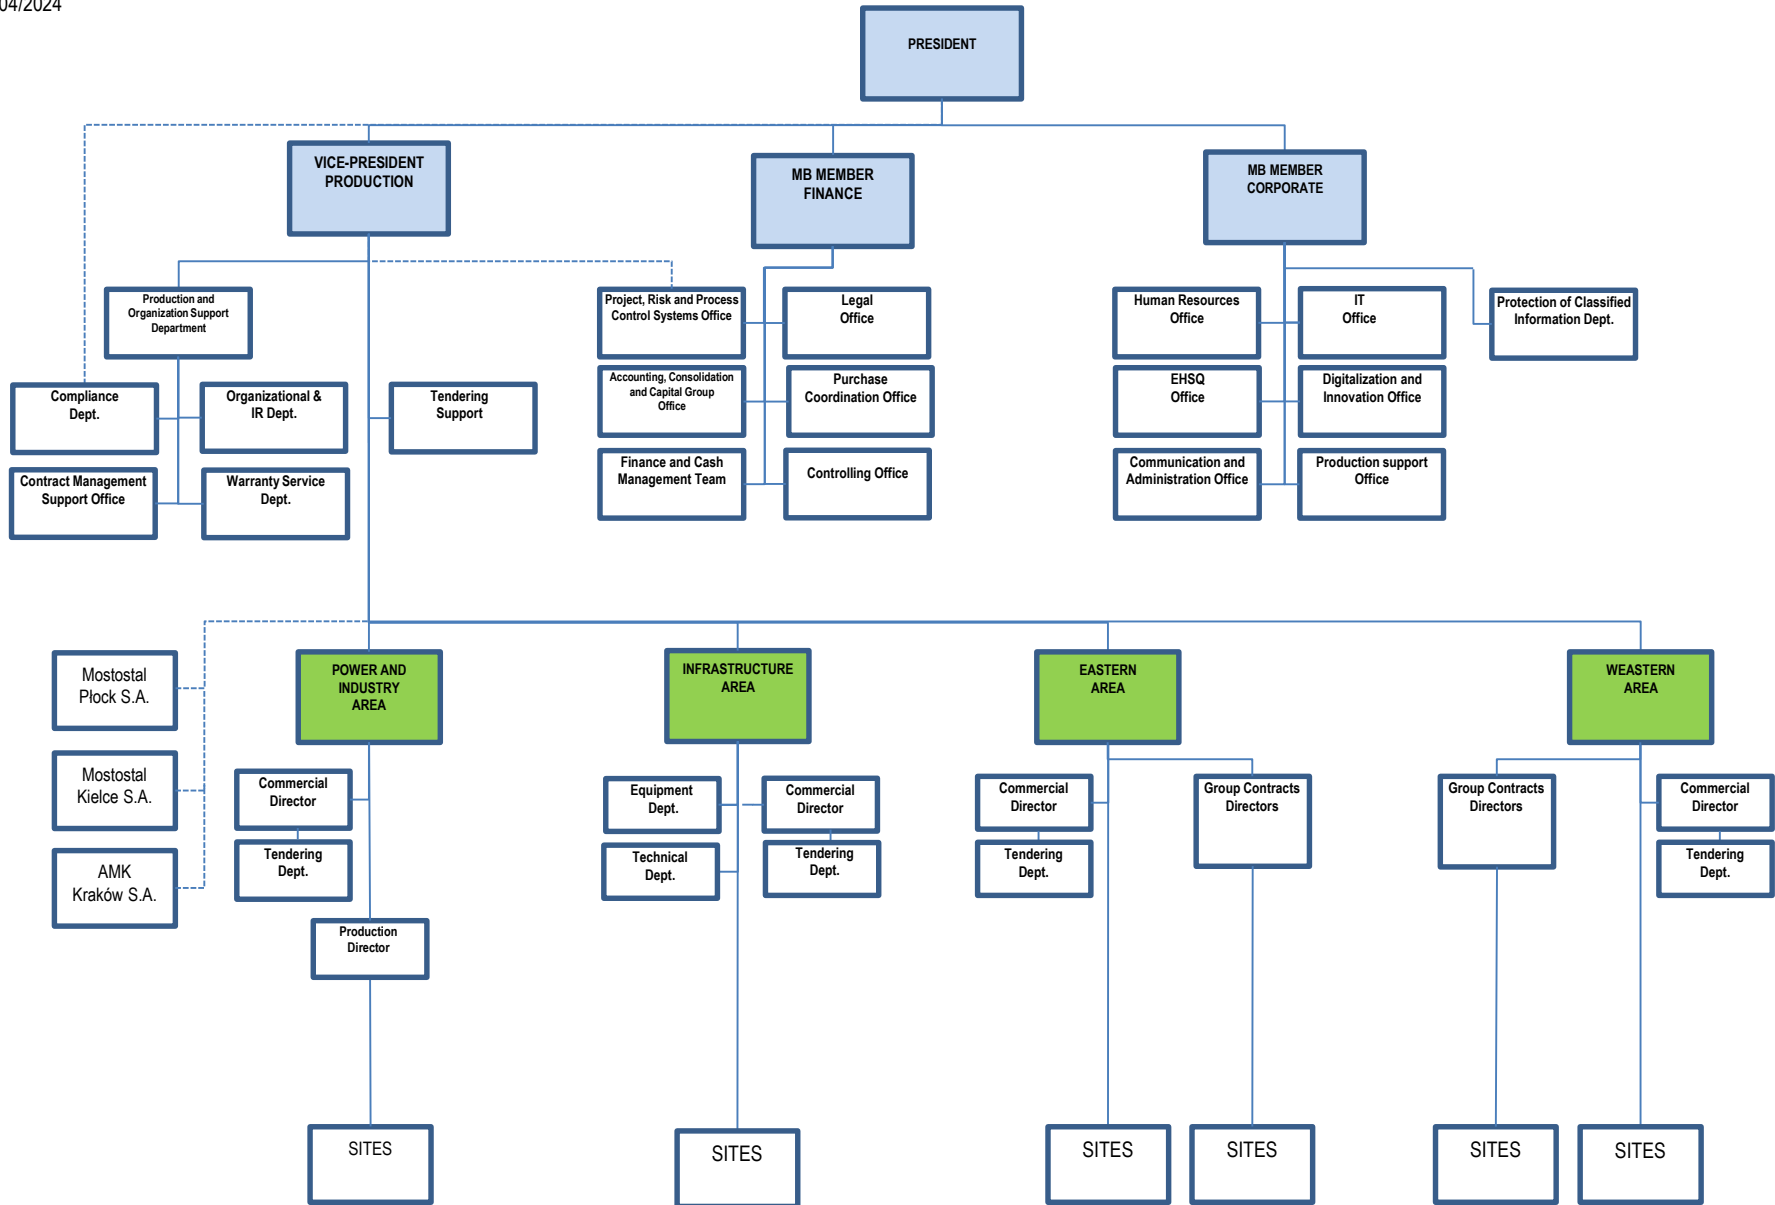 04/2024
PRESIDENT
VICE-PRESIDENT
PRODUCTION
MB MEMBER
FINANCE
MB MEMBER
CORPORATE
Production and
Organization Support
Department
Project, Risk and Process
Control Systems Office
Legal
Office
Human Resources
Office
IT
Office
Protection of Classified
Information Dept.
Compliance
Dept.
Organizational &
IR Dept.
Tendering
Support
Accounting, Consolidation
and Capital Group
Office
Purchase
Coordination Office
EHSQ
Office
Digitalization and
Innovation Office
Contract Management
Support Office
Warranty Service
Dept.
Finance and Cash
Management Team
Controlling Office
Communication and
Administration Office
Production support
Office
Mostostal
Płock S.A.
POWER AND
INDUSTRY
AREA
INFRASTRUCTURE
AREA
EASTERN
AREA
WEASTERN
AREA
Mostostal
Kielce S.A.
Commercial
Director
Equipment
Dept.
Commercial
Director
Commercial
Director
Group Contracts
Directors
Group Contracts
Directors
Commercial
Director
AMK
Kraków S.A.
Tendering
Dept.
Technical
Dept.
Tendering
Dept.
Tendering
Dept.
Tendering
Dept.
Production
Director
SITES
SITES
SITES
SITES
SITES
SITES